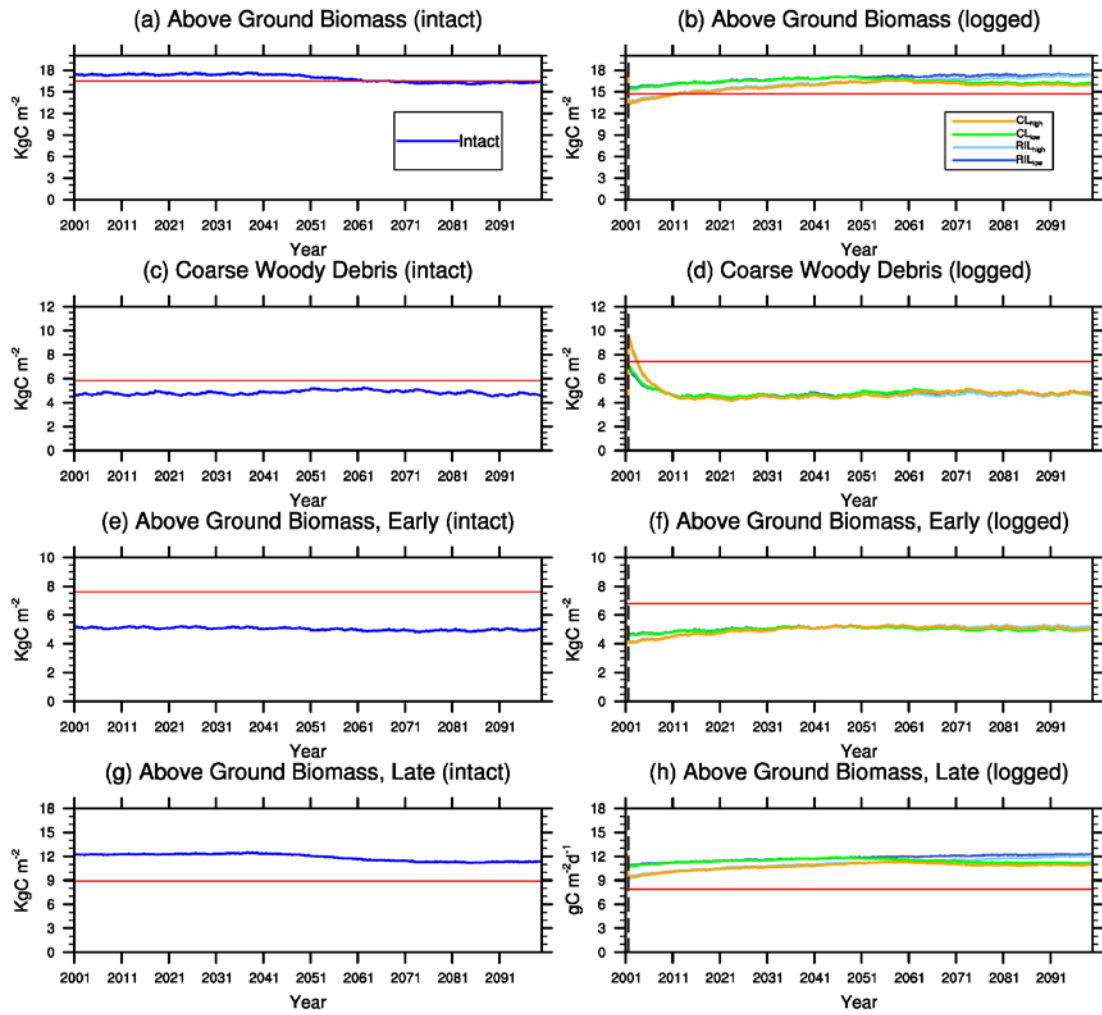 (a) Above Ground Biomass (intact)
(b) Above Ground Biomass (logged)
KgC m-2
18
15
12
9
6
3
0
Intact
2001 2011 2021 2031 2041 2051 2061 2071 2081 2091
Year
KgC m-2
18
15
12
9
6
3
0
CLhigh
CLlow
RILhigh
RILlow
2001 2011 2021 2031 2041 2051 2061 2071 2081 2091
Year
(c) Coarse Woody Debris (intact)
(d) Coarse Woody Debris (logged)
KgC m-2
12
10
8
6
4
2
0
2001 2011 2021 2031 2041 2051 2061 2071 2081 2091
Year
KgC m-2
12
10
8
6
4
2
0
2001 2011 2021 2031 2041 2051 2061 2071 2081 2091
Year
(e) Above Ground Biomass, Early (intact)
(f) Above Ground Biomass, Early (logged)
KgC m-2
10
8
6
4
2
0
2001 2011 2021 2031 2041 2051 2061 2071 2081 2091
Year
KgC m-2
10
8
6
4
2
0
2001 2011 2021 2031 2041 2051 2061 2071 2081 2091
Year
(g) Above Ground Biomass, Late (intact)
(h) Above Ground Biomass, Late (logged)
KgC m-2
18
15
12
9
6
3
0
2001 2011 2021 2031 2041 2051 2061 2071 2081 2091
Year
gC m-2d-1
18
15
12
9
6
3
0
2001 2011 2021 2031 2041 2051 2061 2071 2081 2091
Year